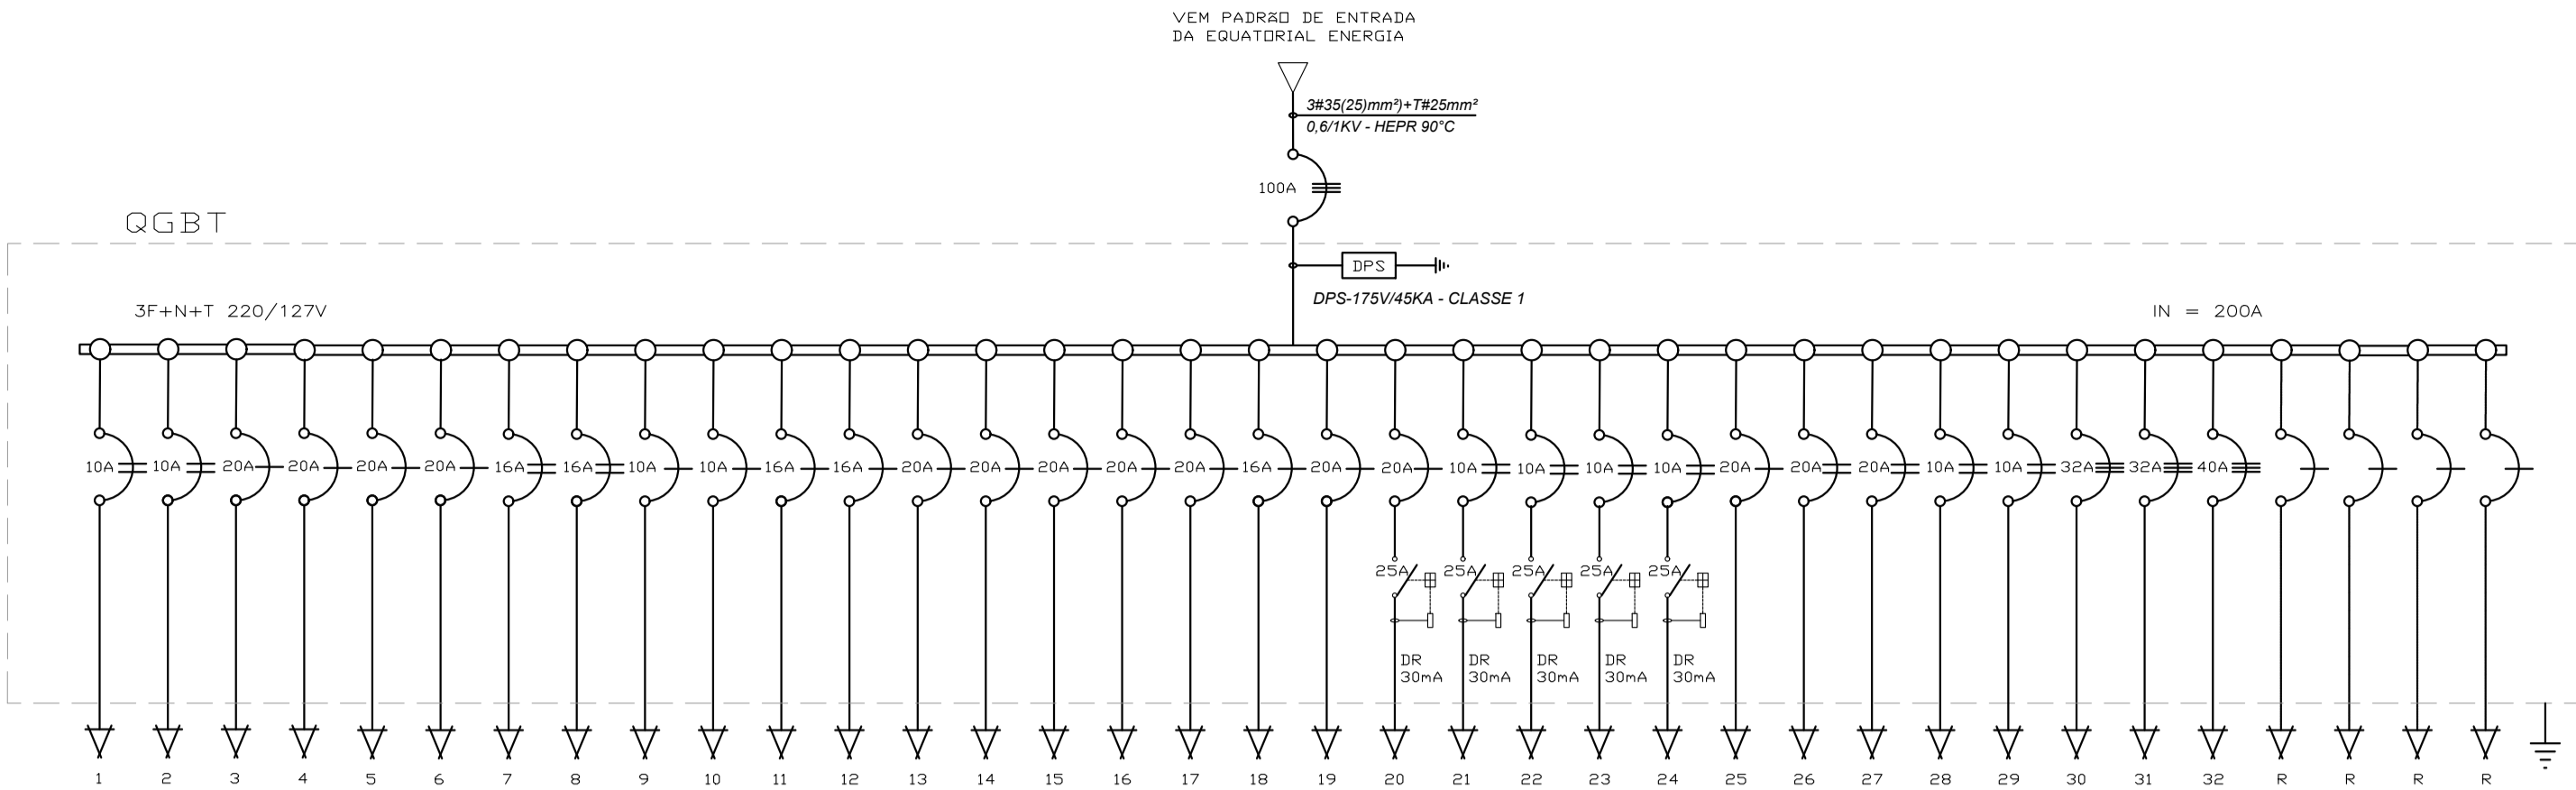 VEM PADRÃO DE ENTRADA
DA EQUATORIAL ENERGIA
3#35(25)mm²)+T#25mm²
0,6/1KV - HEPR 90°C
100A
QGBT
DPS
DPS-175V/45KA - CLASSE 1
3F+N+T 220/127V
IN = 200A
10A 10A 20A 20A 20A 20A 16A 16A 10A 10A 16A 16A 20A 20A 20A 20A 20A 16A 20A 20A 10A 10A 10A 10A 20A 20A 20A 10A 10A 32A 32A 40A
25A 25A 25A 25A 25A
DR DR DR DR DR
30mA 30mA 30mA 30mA 30mA
1 2 3 4 5 6 7 8 9 10 11 12 13 14 15 16 17 18 19 20 21 22 23 24 25 26 27 28 29 30 31 32 R R R R